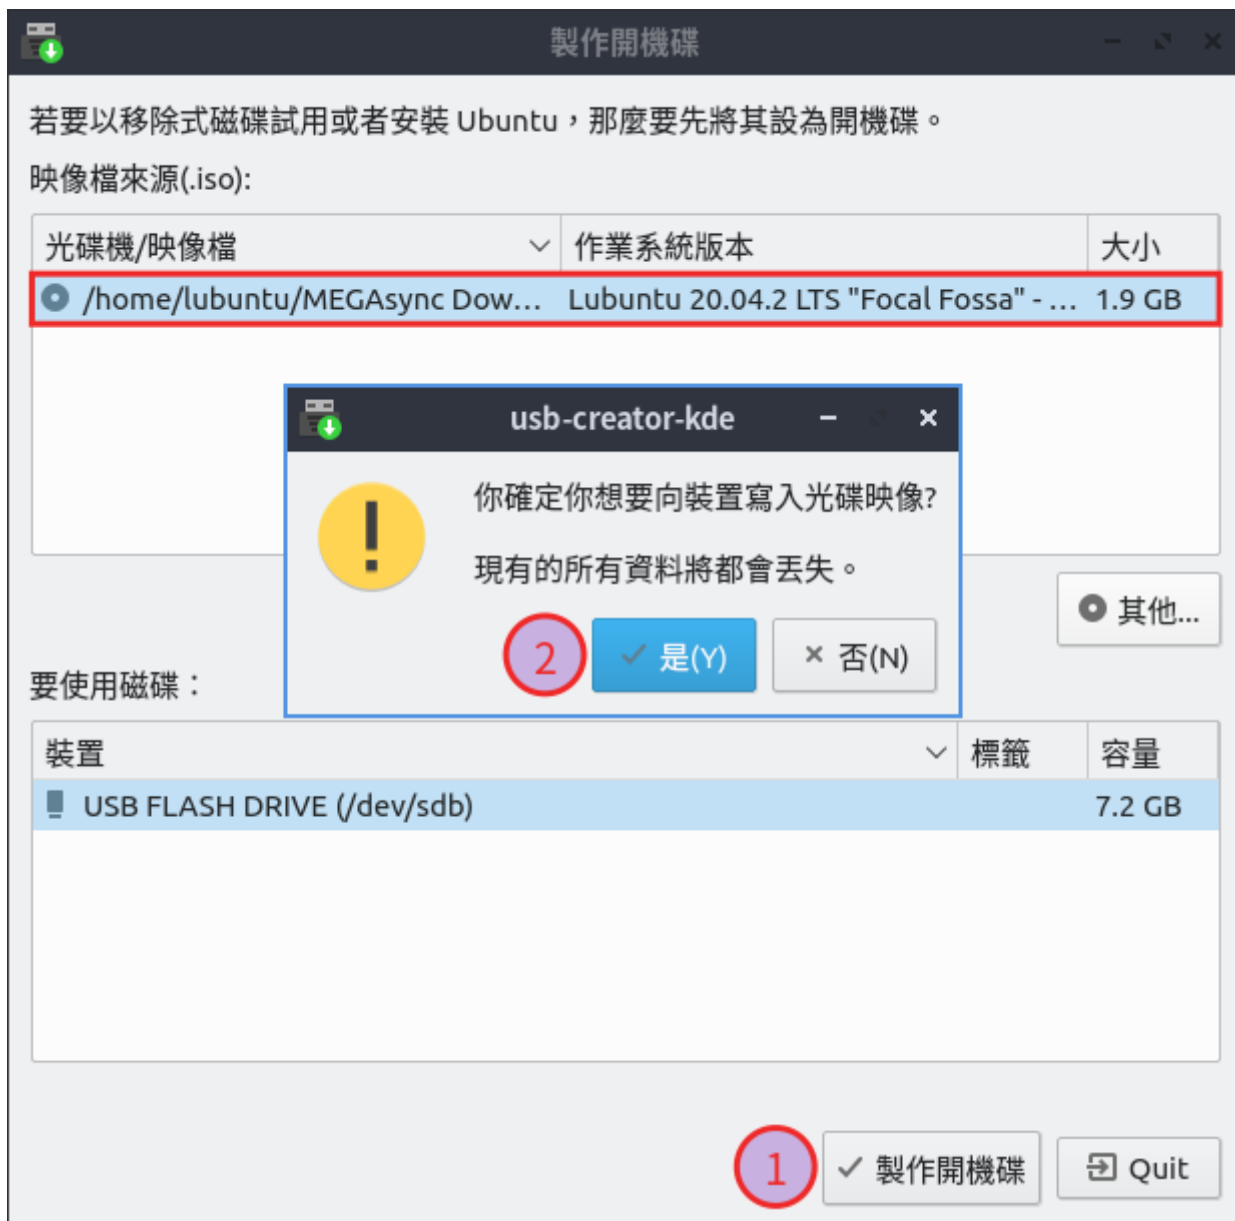 製作開機碟
若要以移除式磁碟試用或者安裝 Ubuntu，那麼要先將其設為開機碟。
映像檔來源(.iso):
光碟機/映像檔 作業系統版本 大小
/home/lubuntu/MEGAsync Dow... Lubuntu 20.04.2 LTS "Focal Fossa" - ... 1.9 GB
usb-creator-kde
你確定你想要向裝置寫入光碟映像?
現有的所有資料將都會丟失。
2 是(Y) 否(N)
其他...
要使用磁碟：
裝置 標籤 容量
USB FLASH DRIVE (/dev/sdb) 7.2 GB
1 製作開機碟 Quit